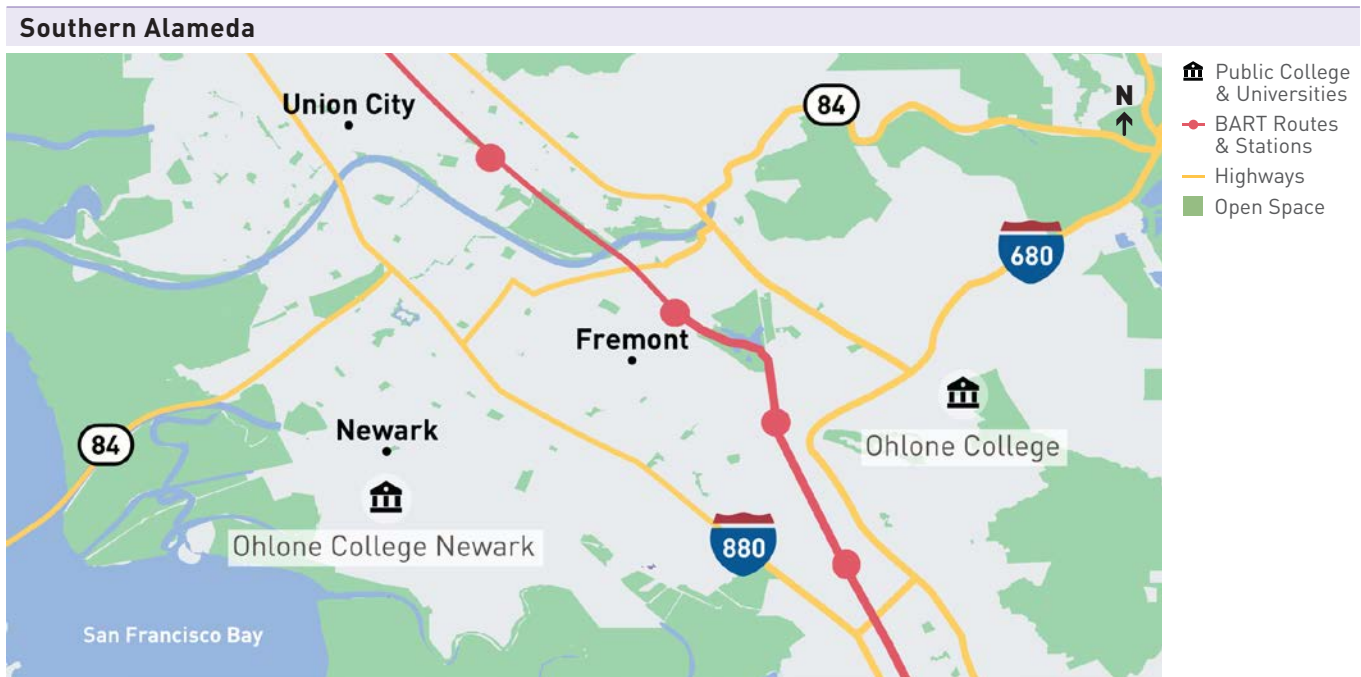 Southern Alameda
Union City
84
N
680
Fremont
Ohlone College
Newark
84
Ohlone College Newark
880
San Francisco Bay
Public College
& Universities
BART Routes
& Stations
Highways
Open Space